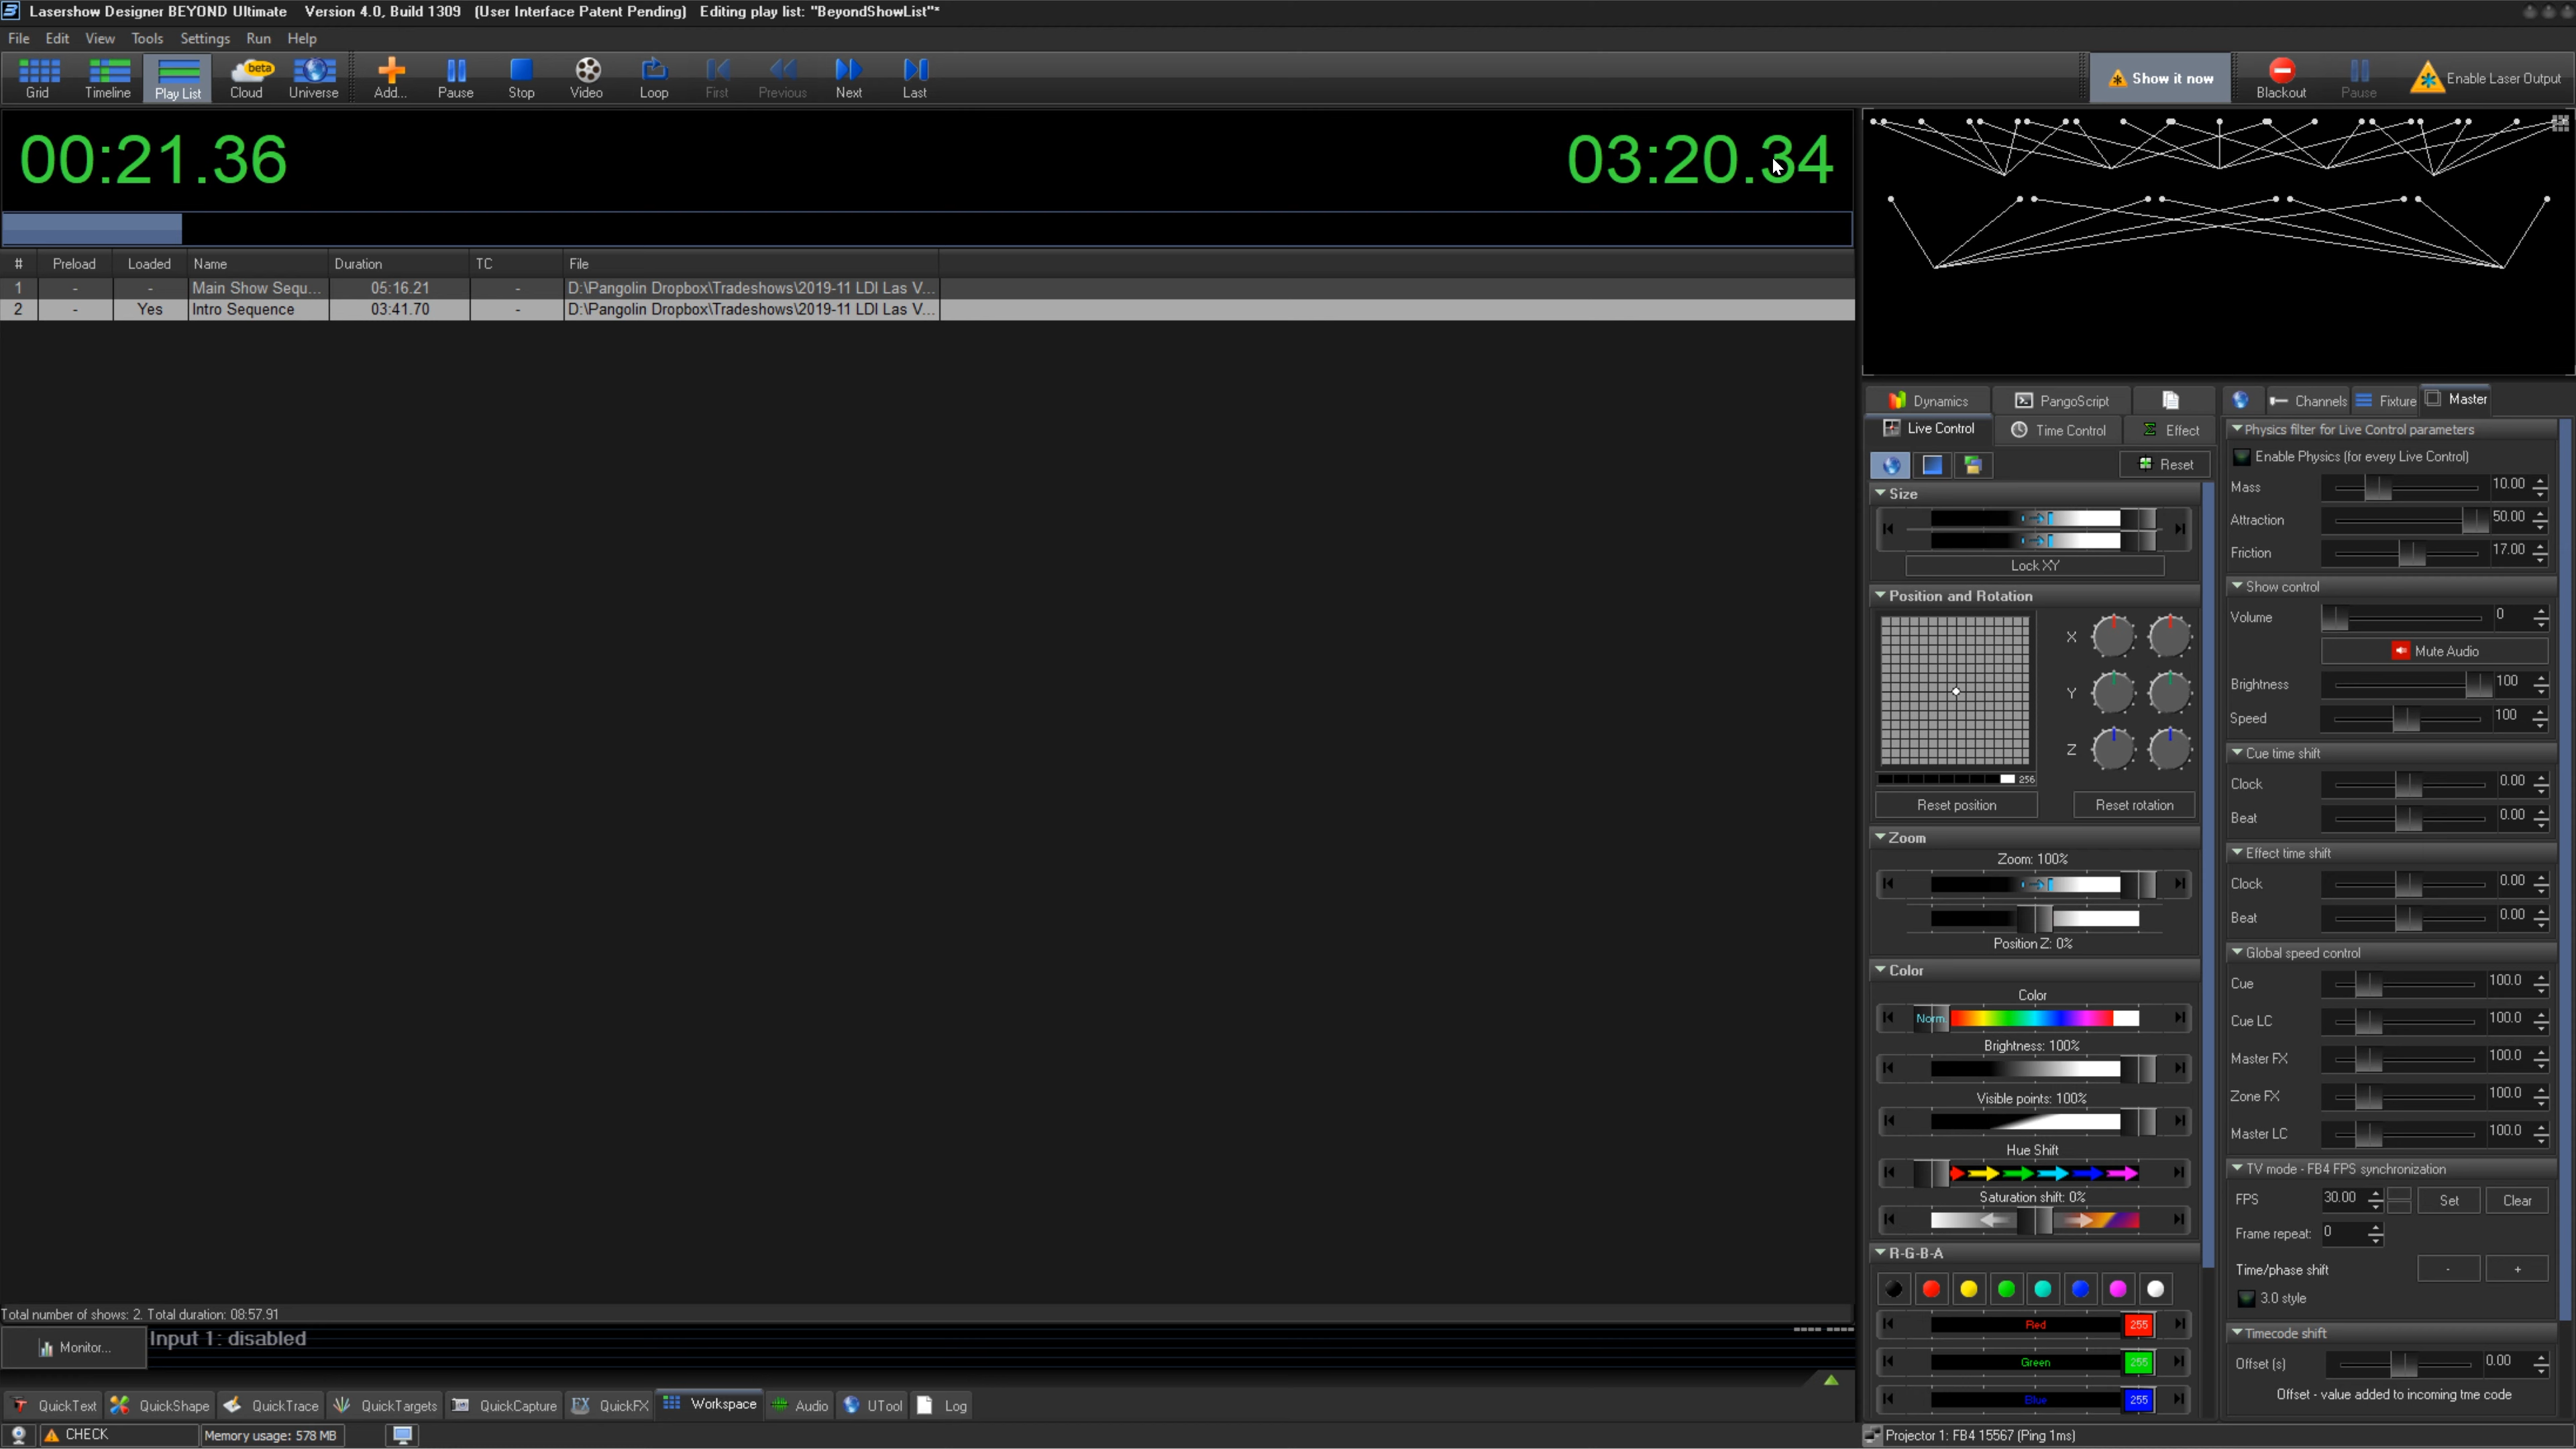 Lasershow Designer BEYOND Ultimate Version 4.0, Build 1309 (User Interface Patent Pending) Editing play list: "BeyondShowList"*
File Edit View Tools Settings Run Help
Grid Timeline Play List beta Cloud Universe Add... Pause Stop Video Loop First Previous Next Last Show it now Blackout Pause Enable Laser Output
00:21.36 03:20.34
# Preload Loaded Name Duration TC File
1 - - Main Show Sequ... 05:16.21 - D:\Pangolin Dropbox\Tradeshows\2019-11 LDI Las V...
2 - Yes Intro Sequence 03:41.70 - D:\Pangolin Dropbox\Tradeshows\2019-11 LDI Las V...
Total number of shows: 2. Total duration: 08:57.91
Monitor... Input 1: disabled
QuickText QuickShape QuickTrace QuickTargets QuickCapture FX QuickFX Workspace Audio UTool Log
CHECK Memory usage: 578 MB
Dynamics PangoScript
Live Control Time Control Effect
Reset
Size
Lock XY
Position and Rotation
X
Y
Z
256
Reset position Reset rotation
Zoom
Zoom: 100%
Position Z: 0%
Color
Color
Norm
Brightness: 100%
Visible points: 100%
Hue Shift
Saturation shift: 0%
R-G-B-A
Red 255
Green 255
Blue 255
Channels Fixture Master
Physics filter for Live Control parameters
Enable Physics (for every Live Control)
Mass 10.00
Attraction 50.00
Friction 17.00
Show control
Volume 0
Mute Audio
Brightness 100
Speed 100
Cue time shift
Clock 0.00
Beat 0.00
Effect time shift
Clock 0.00
Beat 0.00
Global speed control
Cue 100.0
Cue LC 100.0
Master FX 100.0
Zone FX 100.0
Master LC 100.0
TV mode - FB4 FPS synchronization
FPS 30.00 Set Clear
Frame repeat: 0
Time/phase shift - +
3.0 style
Timecode shift
Offset (s) 0.00
Offset - value added to incoming tme code
Projector 1: FB4 15567 (Ping 1ms)